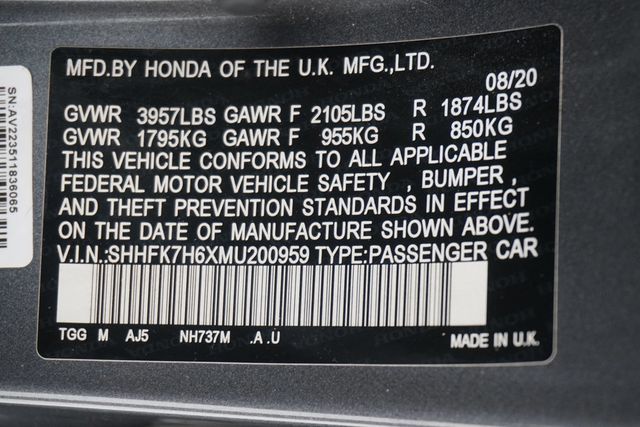 MFD.BY HONDA OF THE U.K. MFG.,LTD.
08/20
GVWR 3957LBS GAWR F 2105LBS R 1874LBS
GVWR 1795KG GAWR F 955KG R 850KG
THIS VEHICLE CONFORMS TO ALL APPLICABLE
FEDERAL MOTOR VEHICLE SAFETY , BUMPER ,
AND THEFT PREVENTION STANDARDS IN EFFECT
ON THE DATE OF MANUFACTURE SHOWN ABOVE.
V.I.N.:SHHFK7H6XMU200959 TYPE:PASSENGER CAR
TGG M AJ5 NH737M .A .U MADE IN U.K.
SN:AV223511836065